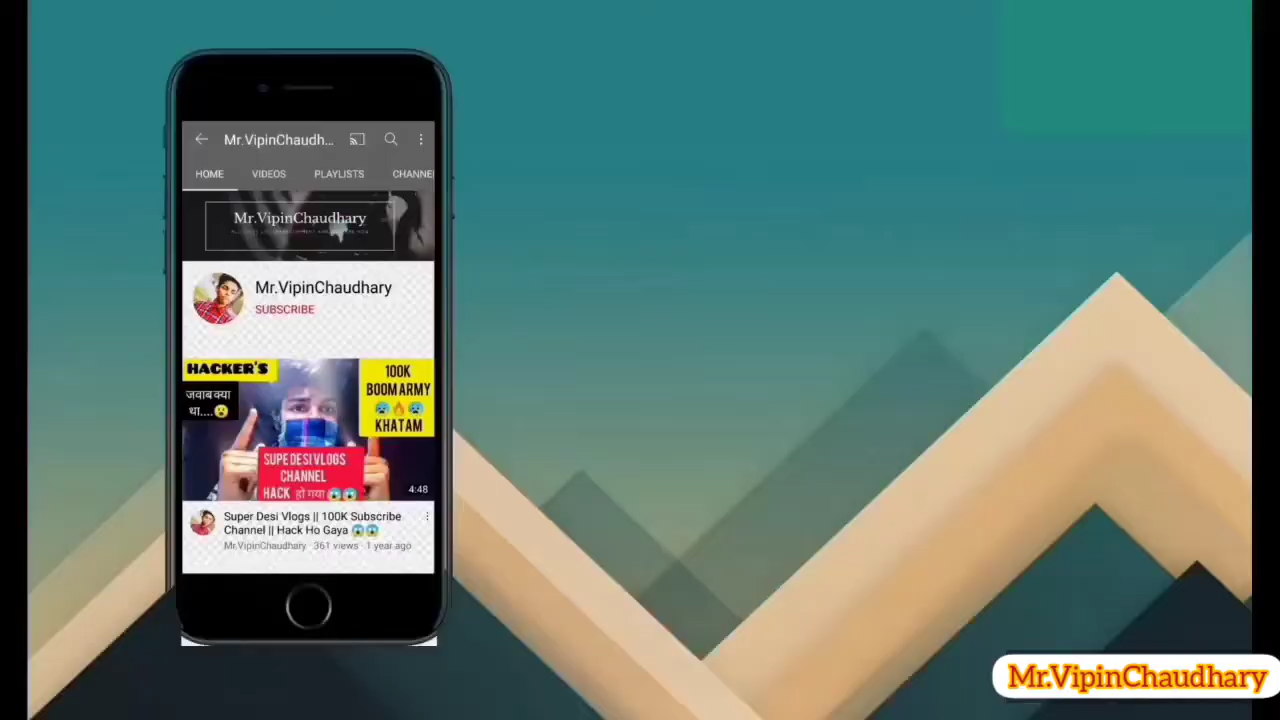 Mr.VipinChaudh...
HOME VIDEOS PLAYLISTS CHANNE
Mr.VipinChaudhary
Mr.VipinChaudhary
SUBSCRIBE
HACKER'S
जवाब क्या
था....😮
100K
BOOM ARMY
😥🔥😥
KHATAM
SUPE DESI VLOGS
CHANNEL
HACK हो गया 😱😱
4:48
Super Desi Vlogs || 100K Subscribe
Channel || Hack Ho Gaya 😱😱
Mr.VipinChaudhary · 361 views · 1 year ago
Mr.VipinChaudhary